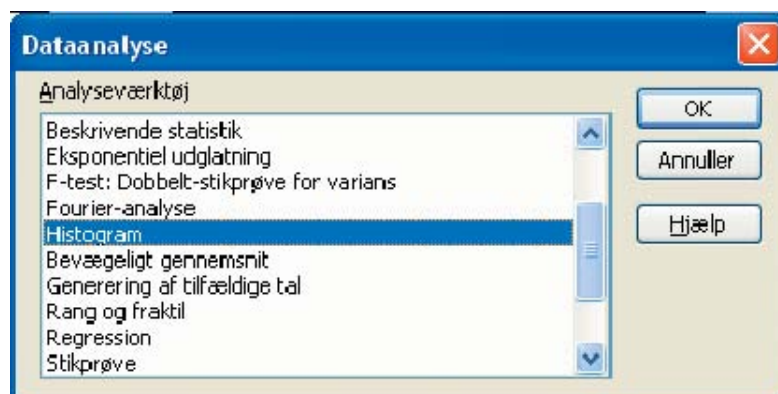 Dataanalyse
Analyseværktøj
Beskrivende statistik
Eksponentiel udglatning
F-test: Dobbelt-stikprøve for varians
Fourier-analyse
Histogram
Bevægeligt gennemsnit
Generering af tilfældige tal
Rang og fraktil
Regression
Stikprøve
OK
Annuller
Hjælp